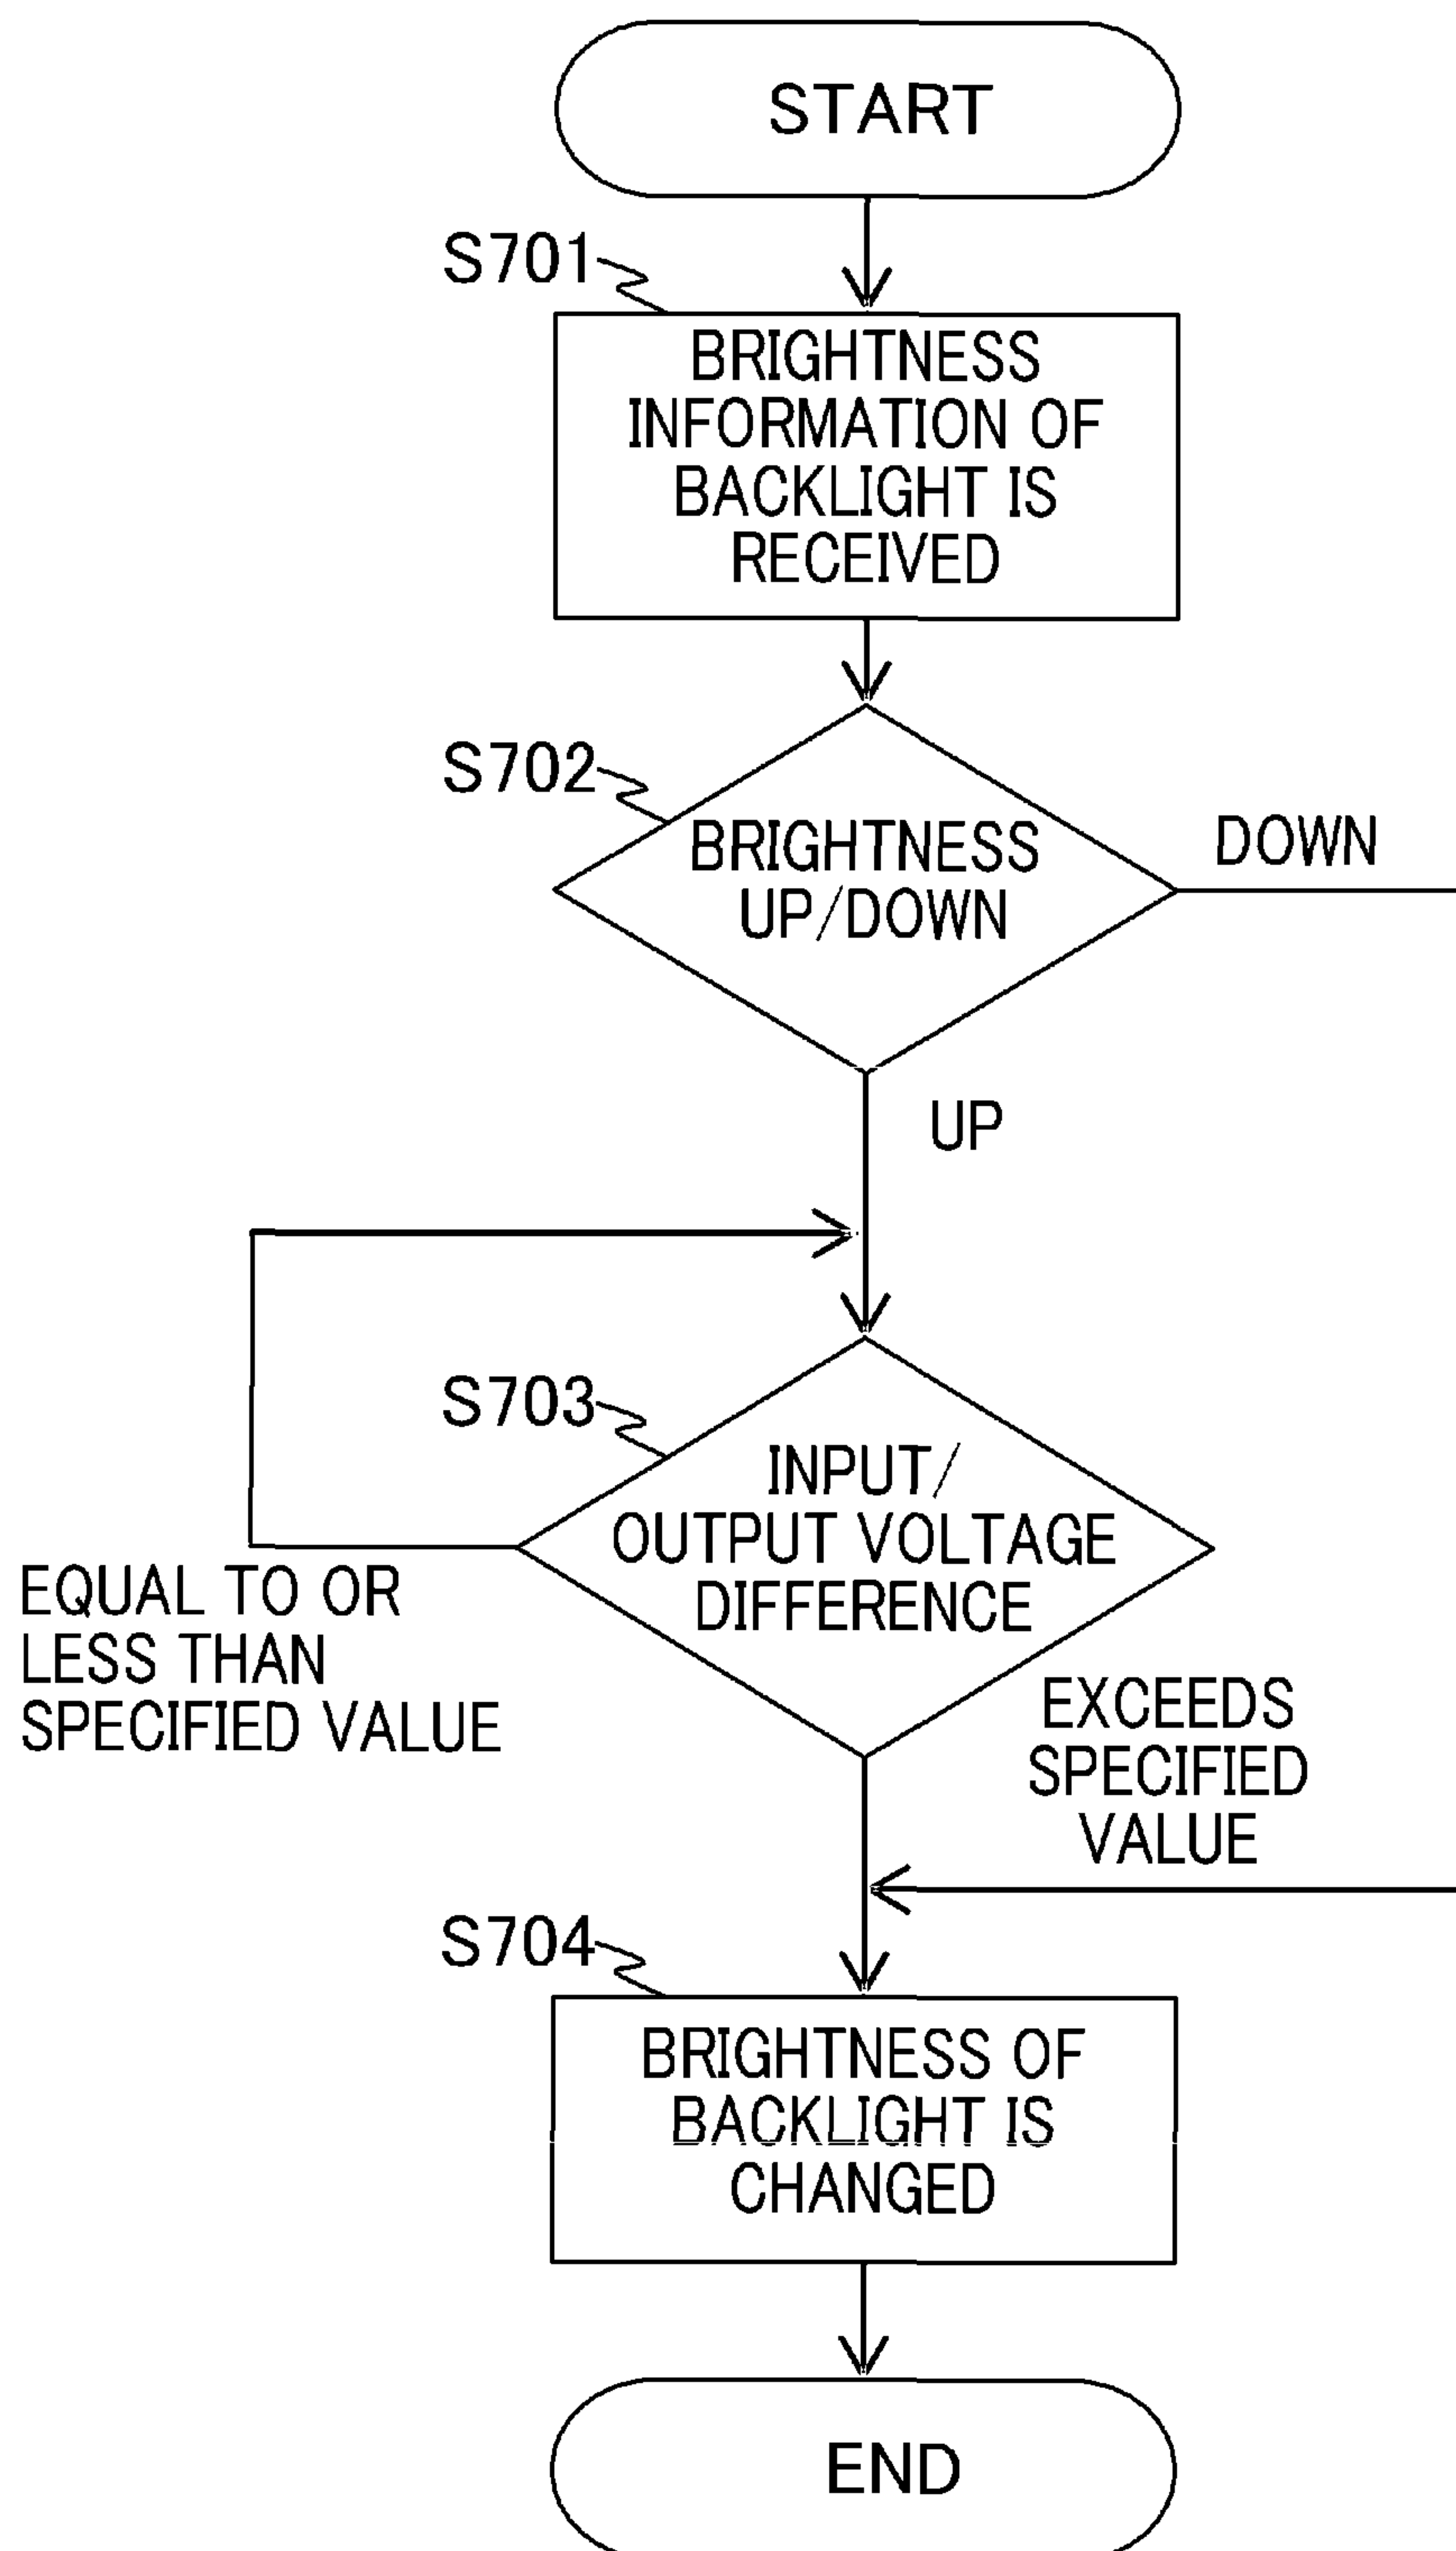 START
S701
BRIGHTNESS
INFORMATION OF
BACKLIGHT IS
RECEIVED
S702
BRIGHTNESS
UP/DOWN
DOWN
UP
S703
INPUT/
OUTPUT VOLTAGE
DIFFERENCE
EQUAL TO OR
LESS THAN
SPECIFIED VALUE
EXCEEDS
SPECIFIED
VALUE
S704
BRIGHTNESS OF
BACKLIGHT IS
CHANGED
END